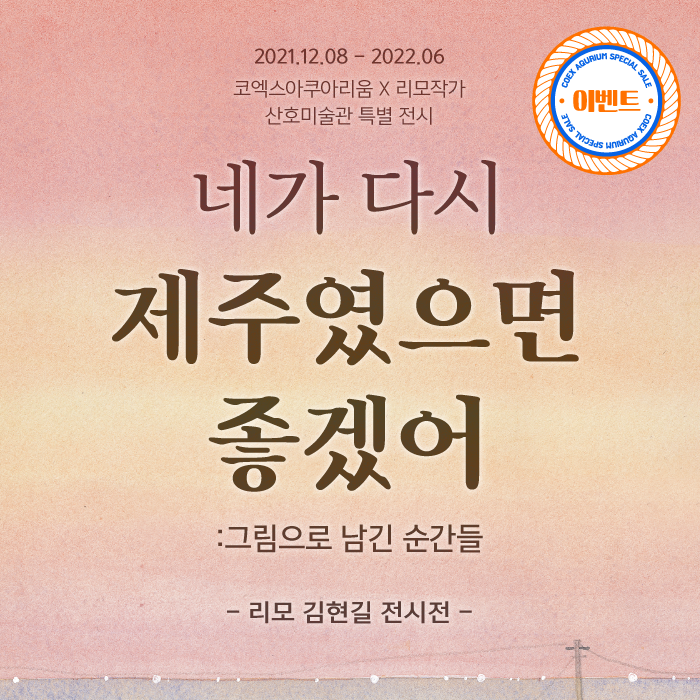 2021.12.08 - 2022.06
코엑스아쿠아리움 X 리모작가
산호미술관 특별 전시
COEX AQURIUM SPECIAL SALE
이벤트
COEX AQURIUM SPECIAL SALE
네가 다시
제주였으면
좋겠어
:그림으로 남긴 순간들
- 리모 김현길 전시전 -